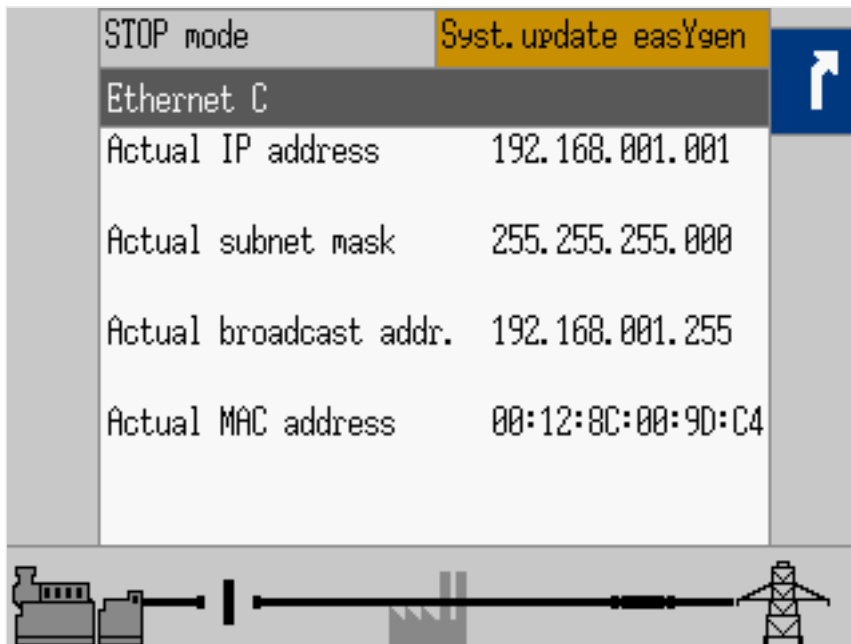 STOP mode Syst.update easYgen
Ethernet C
Actual IP address 192.168.001.001
Actual subnet mask 255.255.255.000
Actual broadcast addr. 192.168.001.255
Actual MAC address 00:12:8C:00:9D:C4